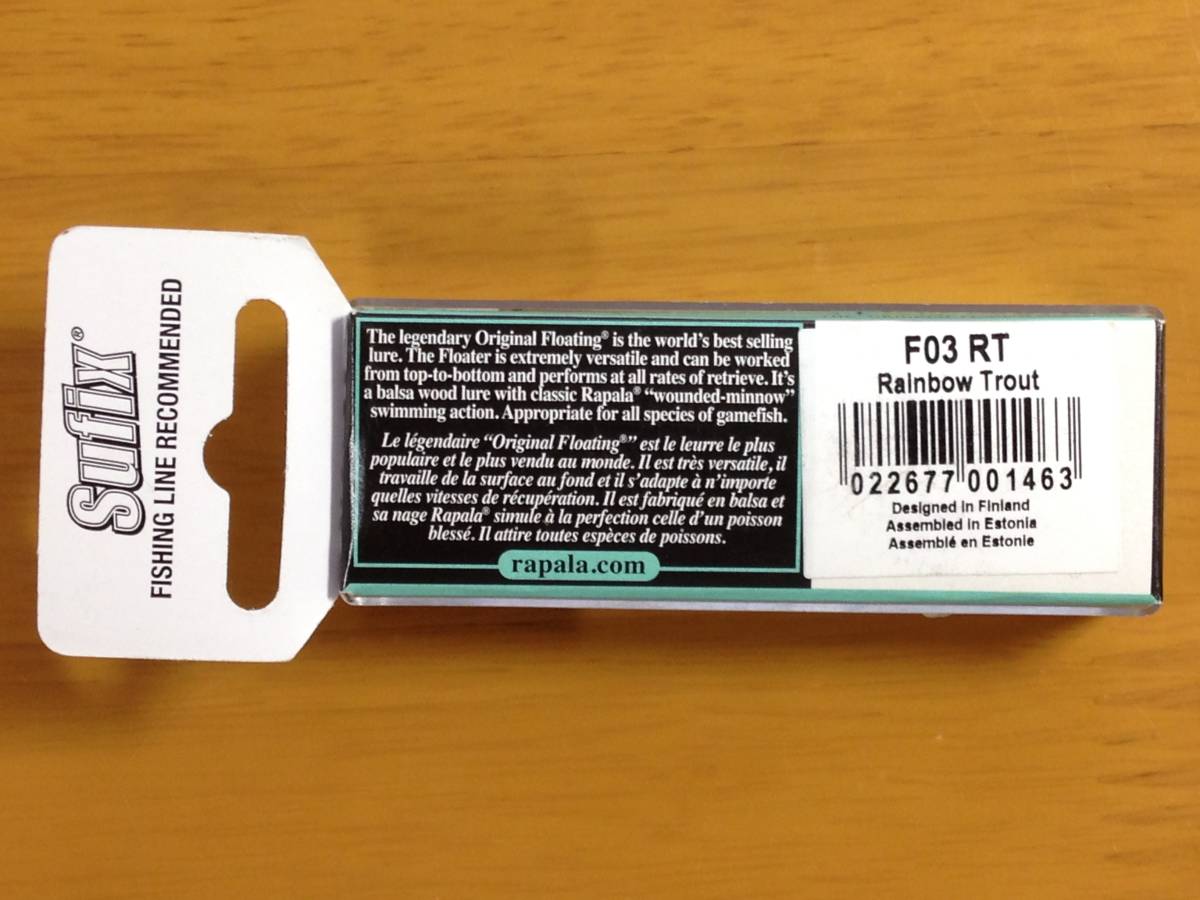 Sufix®
FISHING LINE RECOMMENDED
The legendary Original Floating® is the world's best selling
lure. The Floater is extremely versatile and can be worked
from top-to-bottom and performs at all rates of retrieve. It's
a balsa wood lure with classic Rapala® “wounded-minnow”
swimming action. Appropriate for all species of gamefish.
Le légendaire “Original Floating®” est le leurre le plus
populaire et le plus vendu au monde. Il est très versatile, il
travaille de la surface au fond et il s'adapte à n'importe
quelles vitesses de récupération. Il est fabriqué en balsa et
sa nage Rapala® simule à la perfection celle d'un poisson
blessé. Il attire toutes espèces de poissons.
rapala.com
F03 RT
Rainbow Trout
022677 001463
Designed in Finland
Assembled in Estonia
Assemblé en Estonie